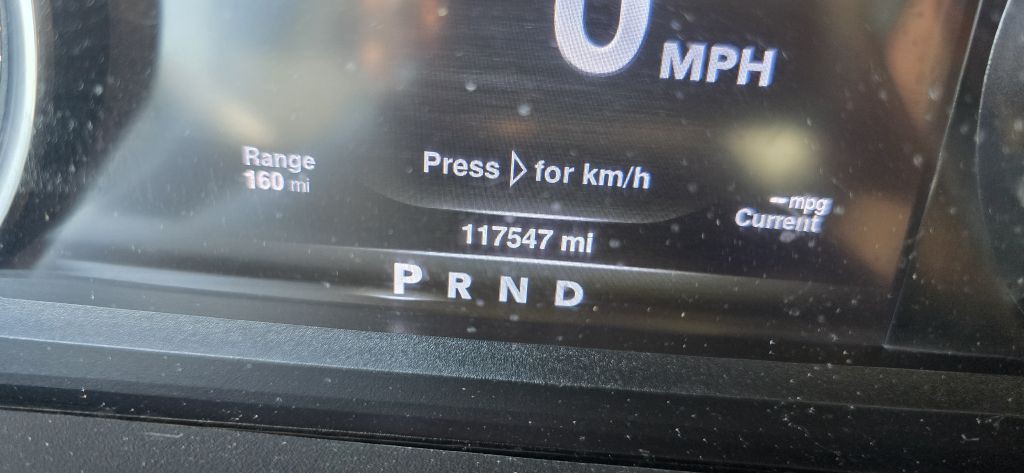 0 MPH
Range
160 mi
Press ▷ for km/h
--mpg
Current
117547 mi
P R N D